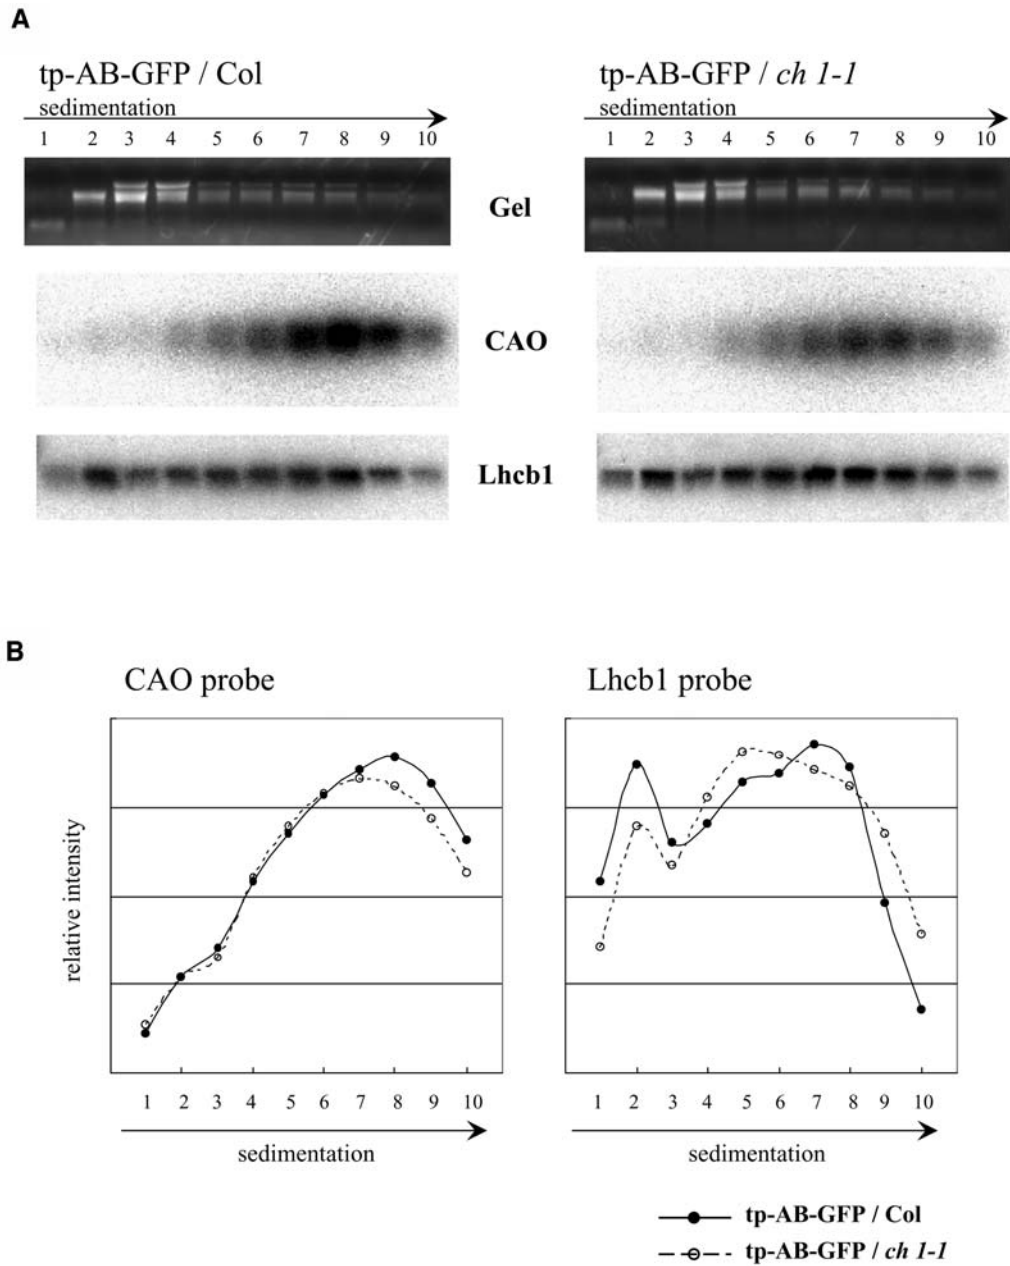 A
tp-AB-GFP / Col
sedimentation
1 2 3 4 5 6 7 8 9 10
tp-AB-GFP / ch 1-1
sedimentation
1 2 3 4 5 6 7 8 9 10
Gel
CAO
Lhcb1
B
CAO probe
relative intensity
1 2 3 4 5 6 7 8 9 10
sedimentation
Lhcb1 probe
1 2 3 4 5 6 7 8 9 10
sedimentation
tp-AB-GFP / Col
tp-AB-GFP / ch 1-1